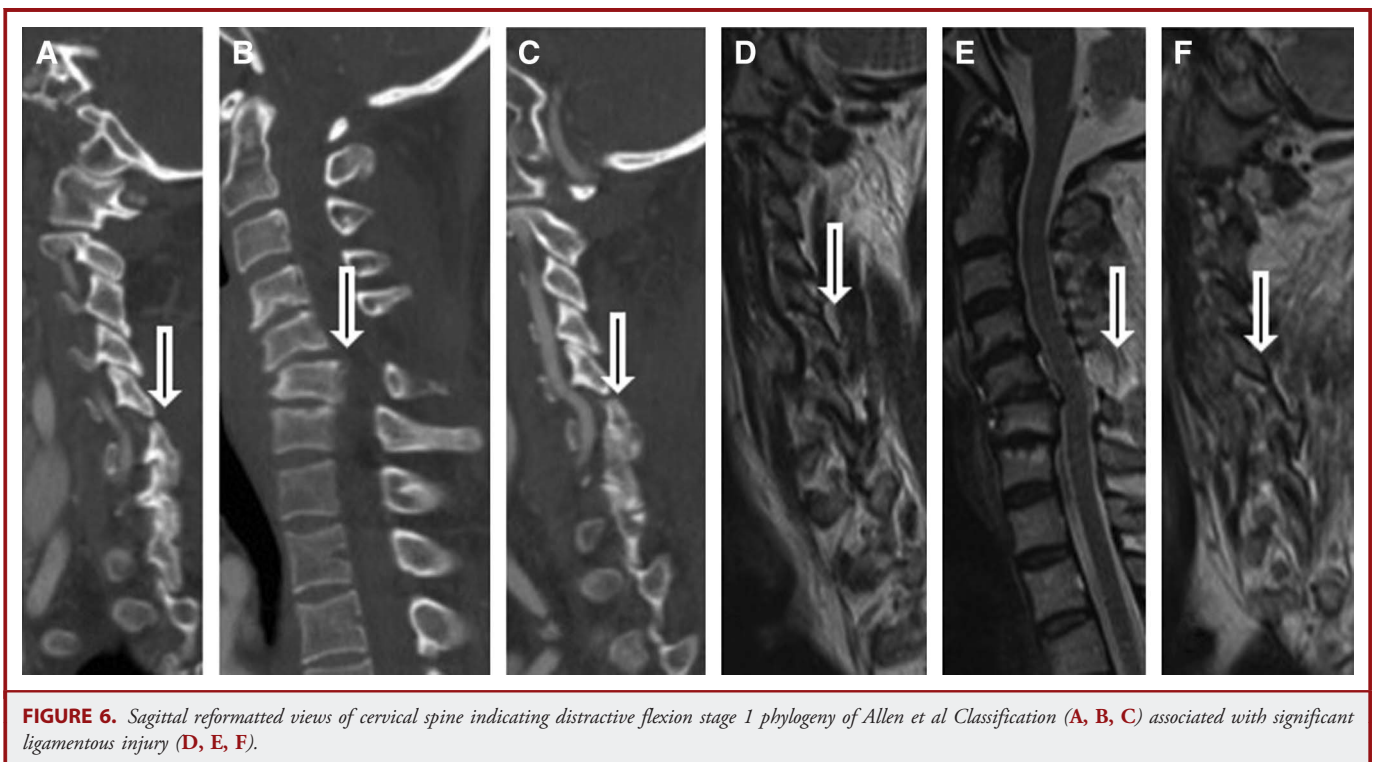 A B C D E F
FIGURE 6. Sagittal reformatted views of cervical spine indicating distractive flexion stage 1 phylogeny of Allen et al Classification (A, B, C) associated with significant
ligamentous injury (D, E, F).